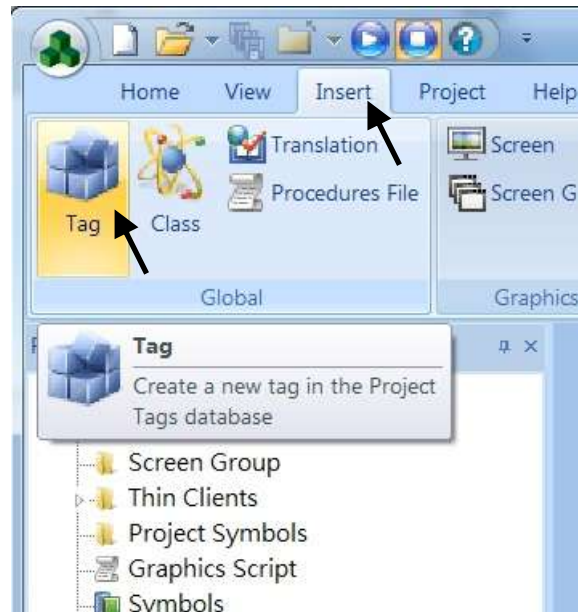 Home View Insert Project Help
Translation Screen
Procedures File Screen G
Tag Class
Global Graphics
Tag
Create a new tag in the Project
Tags database
Screen Group
Thin Clients
Project Symbols
Graphics Script
Symbols